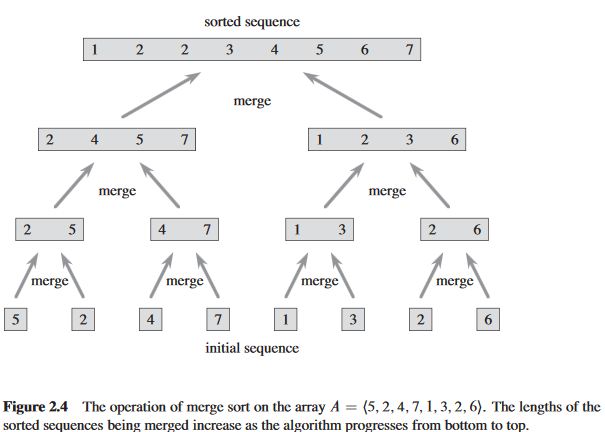 sorted sequence
1 2 2 3 4 5 6 7
merge
2 4 5 7
1 2 3 6
merge
merge
2 5
4 7
1 3
2 6
merge
merge
merge
merge
5
2
4
7
1
3
2
6
initial sequence
Figure 2.4 The operation of merge sort on the array A = ⟨5, 2, 4, 7, 1, 3, 2, 6⟩. The lengths of the
sorted sequences being merged increase as the algorithm progresses from bottom to top.